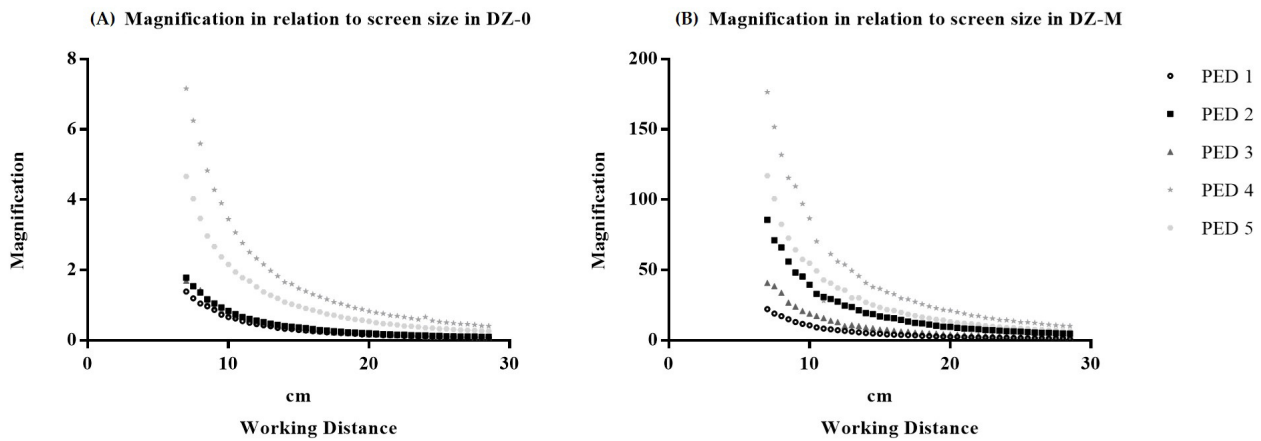 (A) Magnification in relation to screen size in DZ-0
8
6
4
2
0
0
10
20
30
Magnification
cm
Working Distance
(B) Magnification in relation to screen size in DZ-M
200
150
100
50
0
0
10
20
30
Magnification
cm
Working Distance
PED 1
PED 2
PED 3
PED 4
PED 5